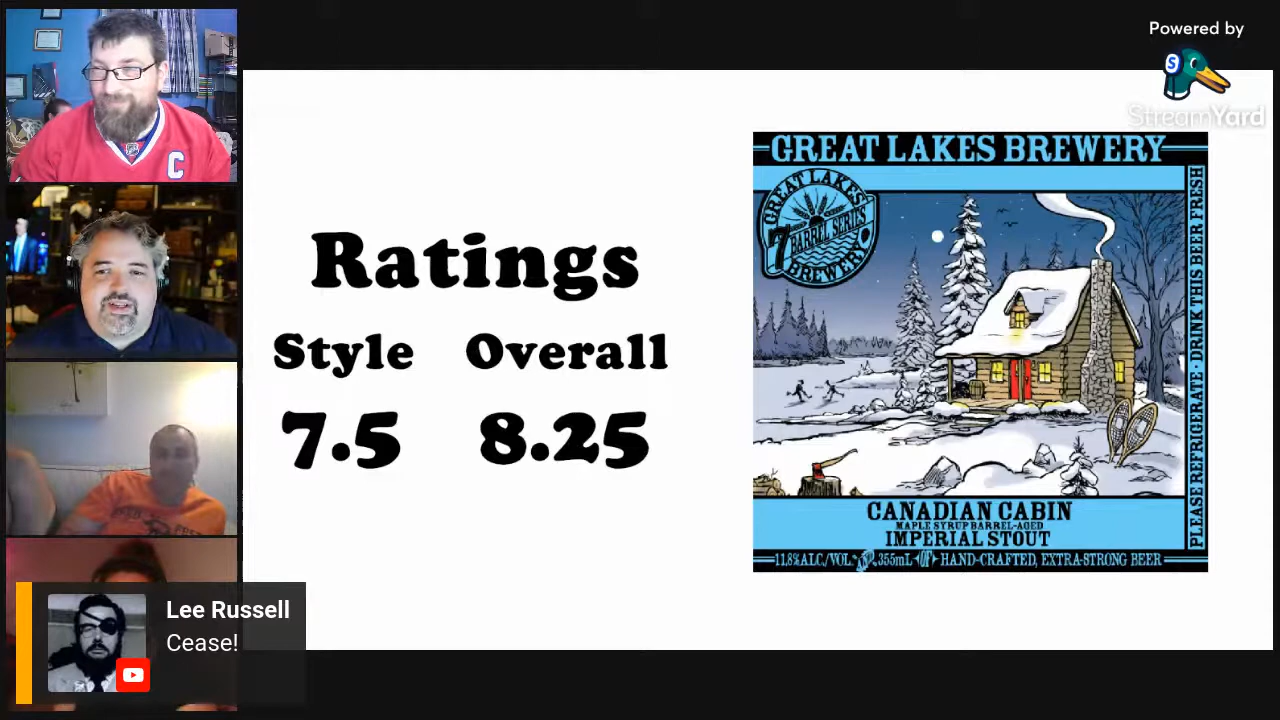 Powered by
S
StreamYard
C
GREAT LAKES BREWERY
GREAT LAKES
7 BARREL SERIES
BREWERY
PLEASE REFRIGERATE · DRINK THIS BEER FRESH
Ratings
Style Overall
7.5 8.25
CANADIAN CABIN
MAPLE SYRUP BARREL-AGED
IMPERIAL STOUT
11.8% ALC./VOL. 355mL HAND-CRAFTED, EXTRA-STRONG BEER
Lee Russell
Cease!